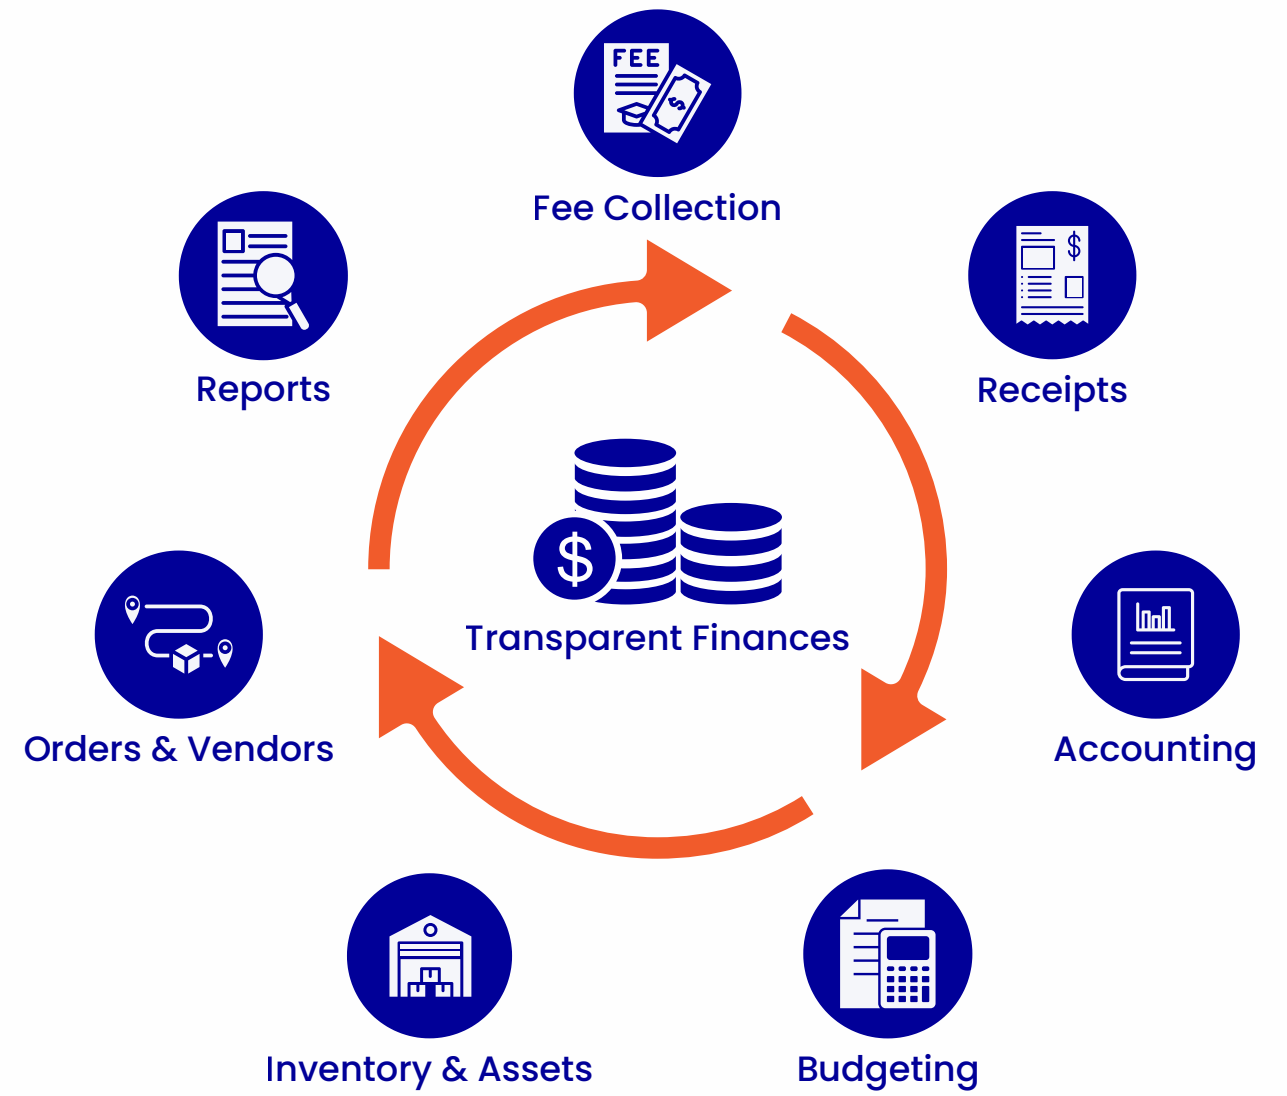 FEE
$
Fee Collection
$
Reports
Receipts
$
Transparent Finances
Orders & Vendors
Accounting
Inventory & Assets
Budgeting